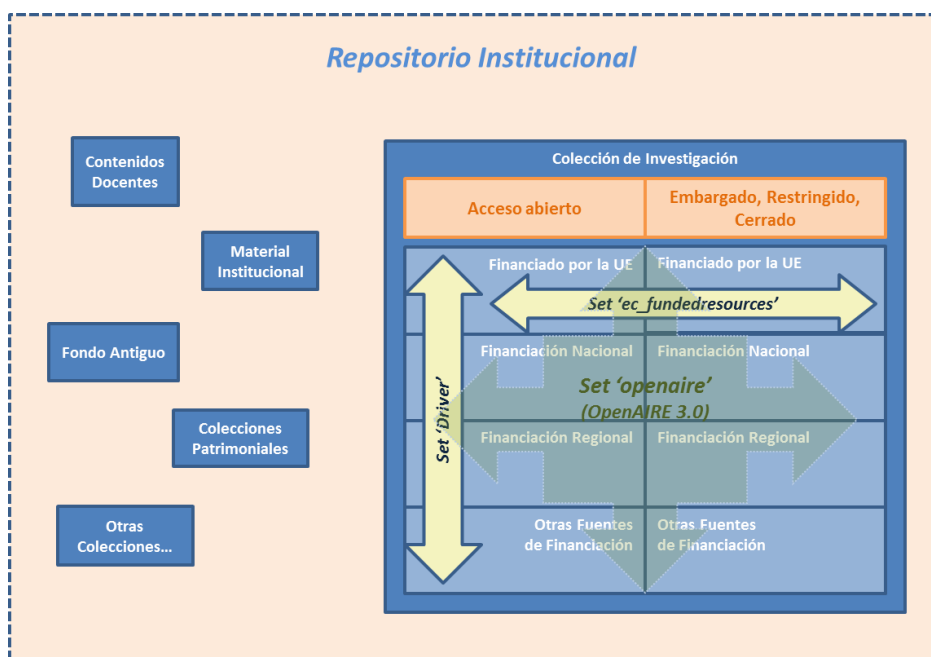 Repositorio Institucional
Contenidos
Docentes
Material
Institucional
Fondo Antiguo
Colecciones
Patrimoniales
Otras
Colecciones...
Colección de Investigación
Acceso abierto
Embargado, Restringido,
Cerrado
Financiado por la UE
Financiado por la UE
Set ‘ec_fundedresources’
Set ‘Driver’
Financiación Nacional
Financiación Nacional
Set ‘openaire’
(OpenAIRE 3.0)
Financiación Regional
Financiación Regional
Otras Fuentes
de Financiación
Otras Fuentes
de Financiación